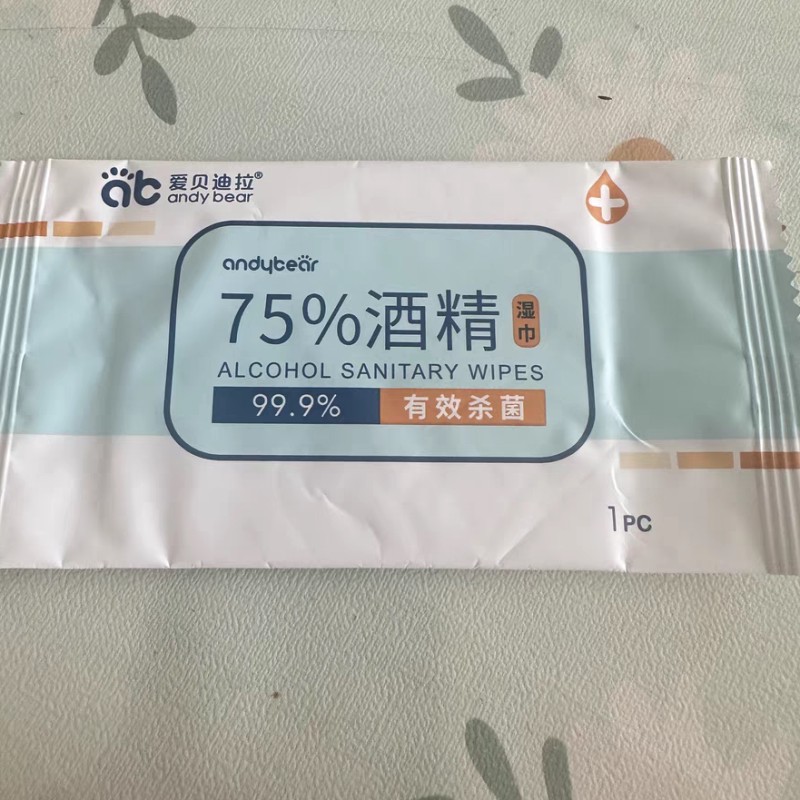 ab 爱贝迪拉®
andy bear
andybear
75%酒精湿巾
ALCOHOL SANITARY WIPES
99.9% 有效杀菌
1PC